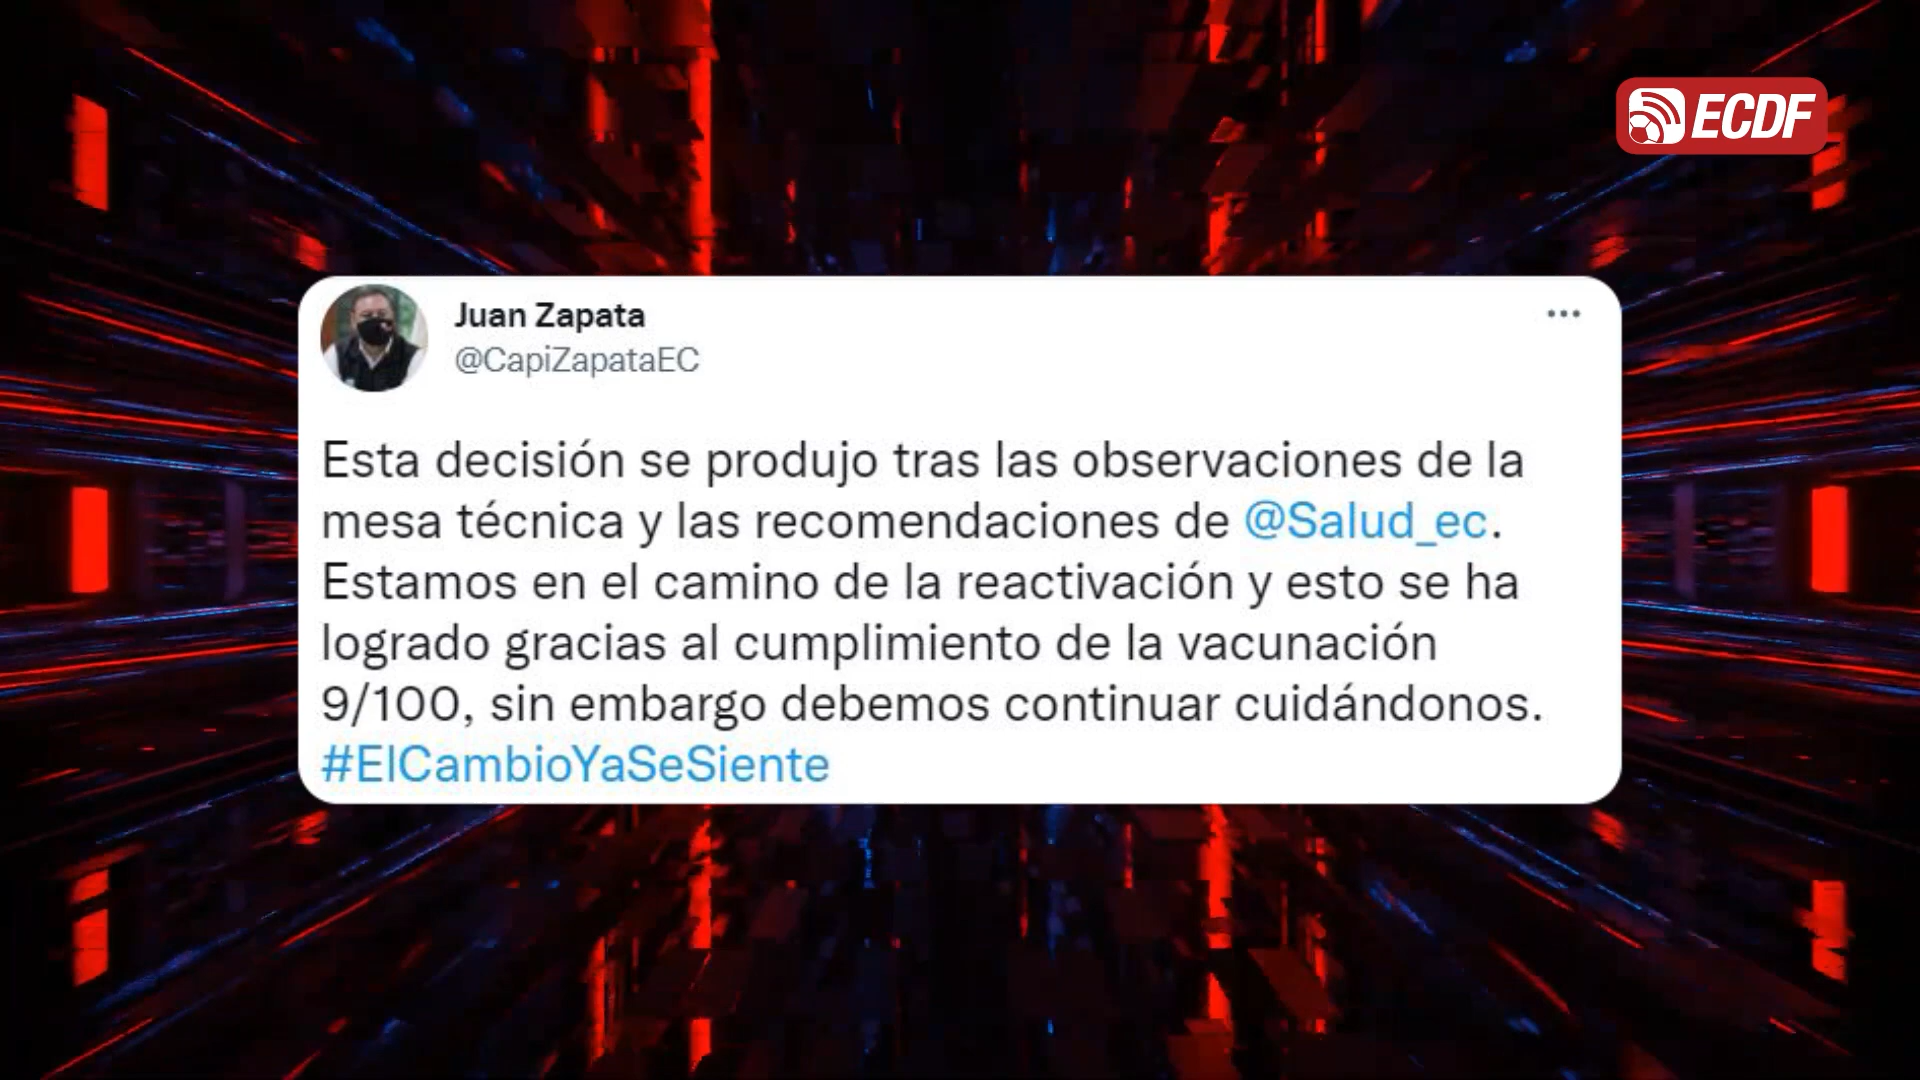 ECDF
Juan Zapata
@CapiZapataEC
Esta decisión se produjo tras las observaciones de la
mesa técnica y las recomendaciones de @Salud_ec.
Estamos en el camino de la reactivación y esto se ha
logrado gracias al cumplimiento de la vacunación
9/100, sin embargo debemos continuar cuidándonos.
#ElCambioYaSeSiente